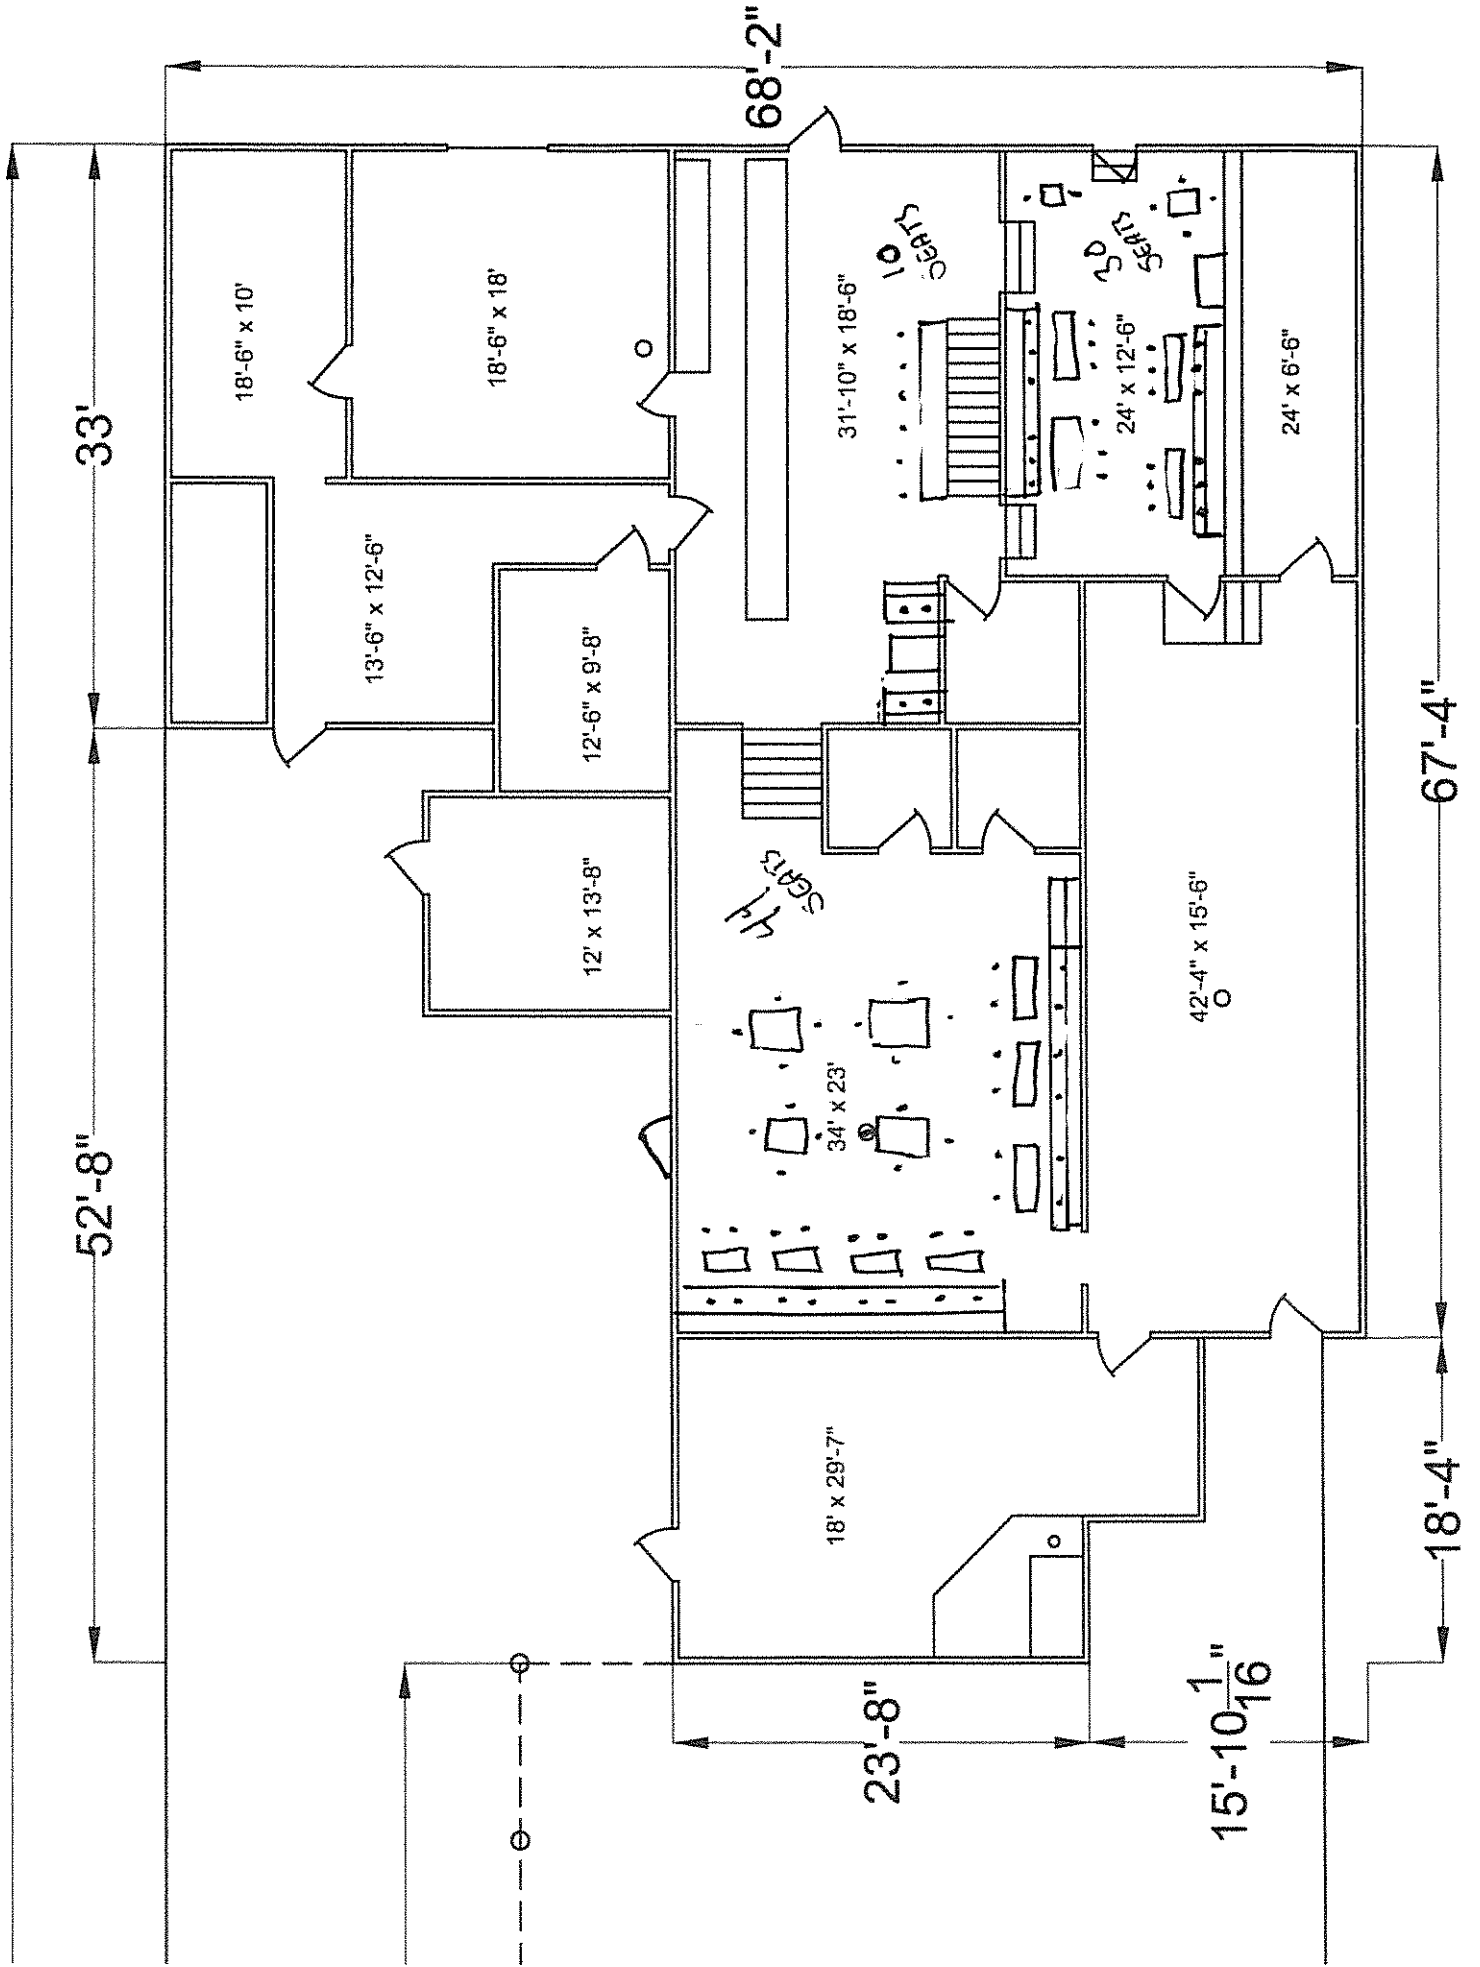 68'-2"
33'
52'-8"
67'-4"
18'-4"
23'-8"
15'-10 1/16"
18'-6" x 10'
18'-6" x 18'
13'-6" x 12'-6"
12'-6" x 9'-8"
12' x 13'-8"
31'-10" x 18'-6"
10
SEATS
30
SEATS
24' x 12'-6"
24' x 6'-6"
44
SEATS
34' x 23'
42'-4" x 15'-6"
18' x 29'-7"